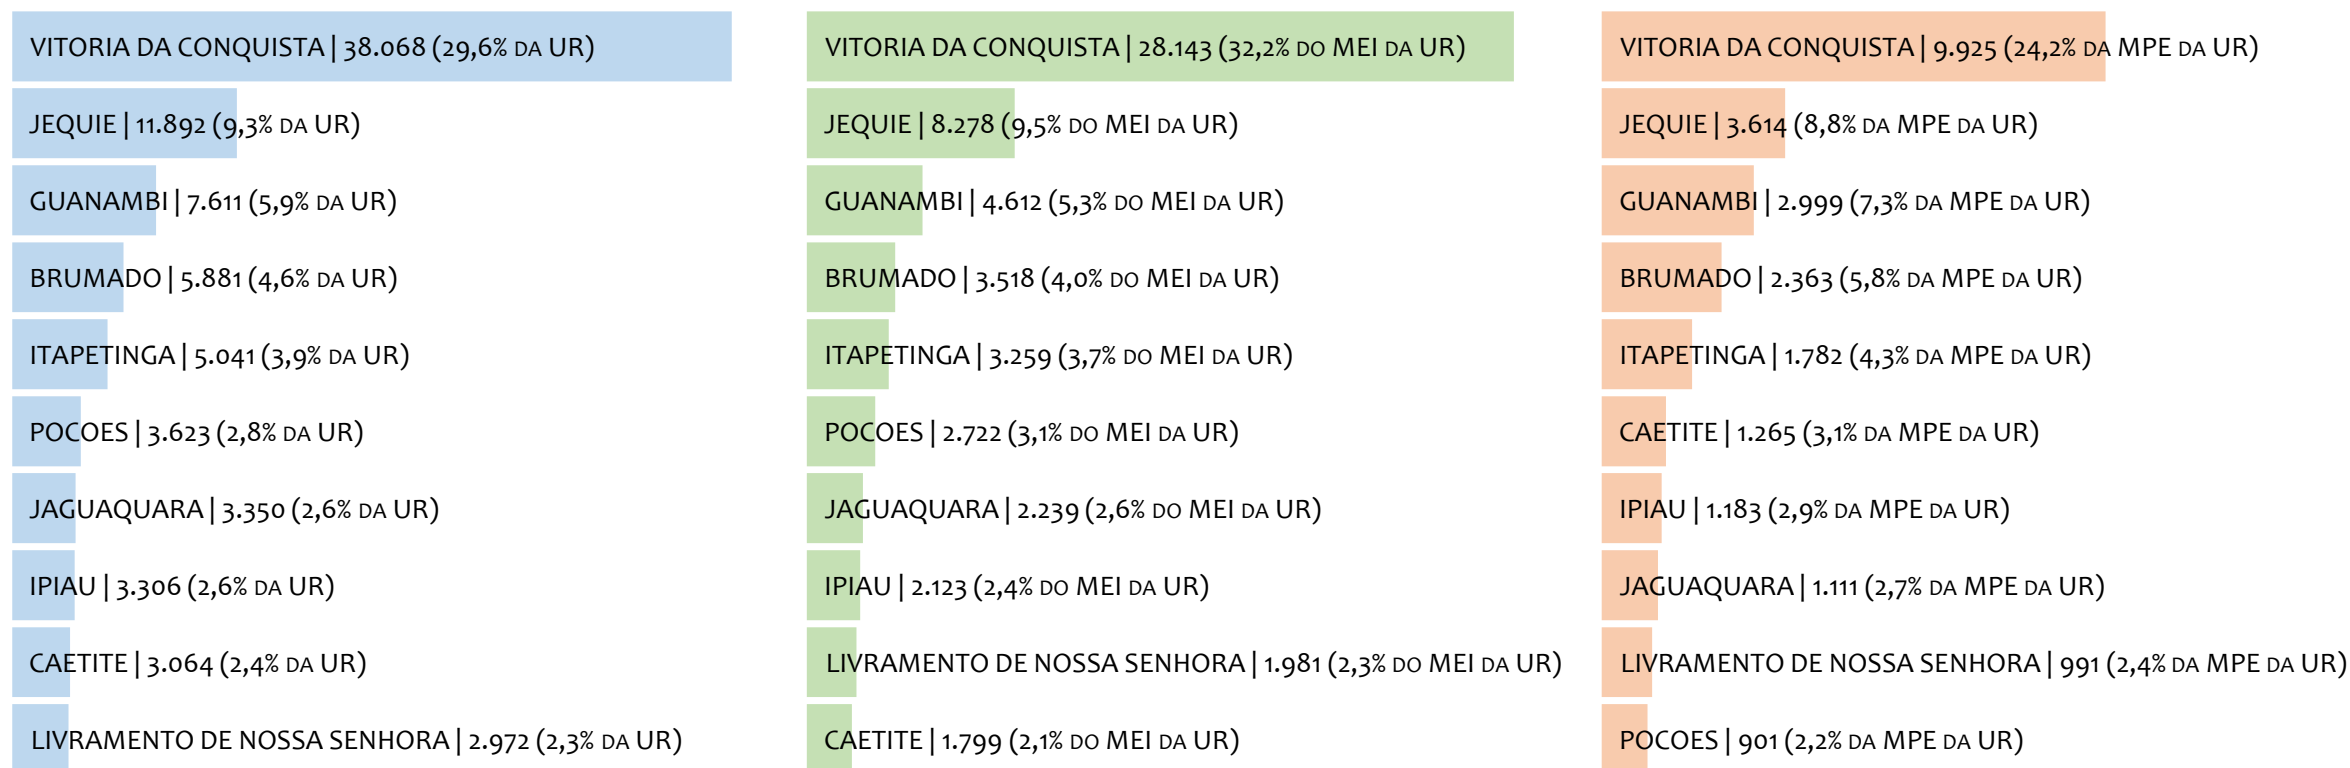 VITORIA DA CONQUISTA | 38.068 (29,6% DA UR)
JEQUIE | 11.892 (9,3% DA UR)
GUANAMBI | 7.611 (5,9% DA UR)
BRUMADO | 5.881 (4,6% DA UR)
ITAPETINGA | 5.041 (3,9% DA UR)
POCOES | 3.623 (2,8% DA UR)
JAGUAQUARA | 3.350 (2,6% DA UR)
IPIAU | 3.306 (2,6% DA UR)
CAETITE | 3.064 (2,4% DA UR)
LIVRAMENTO DE NOSSA SENHORA | 2.972 (2,3% DA UR)
VITORIA DA CONQUISTA | 28.143 (32,2% DO MEI DA UR)
JEQUIE | 8.278 (9,5% DO MEI DA UR)
GUANAMBI | 4.612 (5,3% DO MEI DA UR)
BRUMADO | 3.518 (4,0% DO MEI DA UR)
ITAPETINGA | 3.259 (3,7% DO MEI DA UR)
POCOES | 2.722 (3,1% DO MEI DA UR)
JAGUAQUARA | 2.239 (2,6% DO MEI DA UR)
IPIAU | 2.123 (2,4% DO MEI DA UR)
LIVRAMENTO DE NOSSA SENHORA | 1.981 (2,3% DO MEI DA UR)
CAETITE | 1.799 (2,1% DO MEI DA UR)
VITORIA DA CONQUISTA | 9.925 (24,2% DA MPE DA UR)
JEQUIE | 3.614 (8,8% DA MPE DA UR)
GUANAMBI | 2.999 (7,3% DA MPE DA UR)
BRUMADO | 2.363 (5,8% DA MPE DA UR)
ITAPETINGA | 1.782 (4,3% DA MPE DA UR)
CAETITE | 1.265 (3,1% DA MPE DA UR)
IPIAU | 1.183 (2,9% DA MPE DA UR)
JAGUAQUARA | 1.111 (2,7% DA MPE DA UR)
LIVRAMENTO DE NOSSA SENHORA | 991 (2,4% DA MPE DA UR)
POCOES | 901 (2,2% DA MPE DA UR)